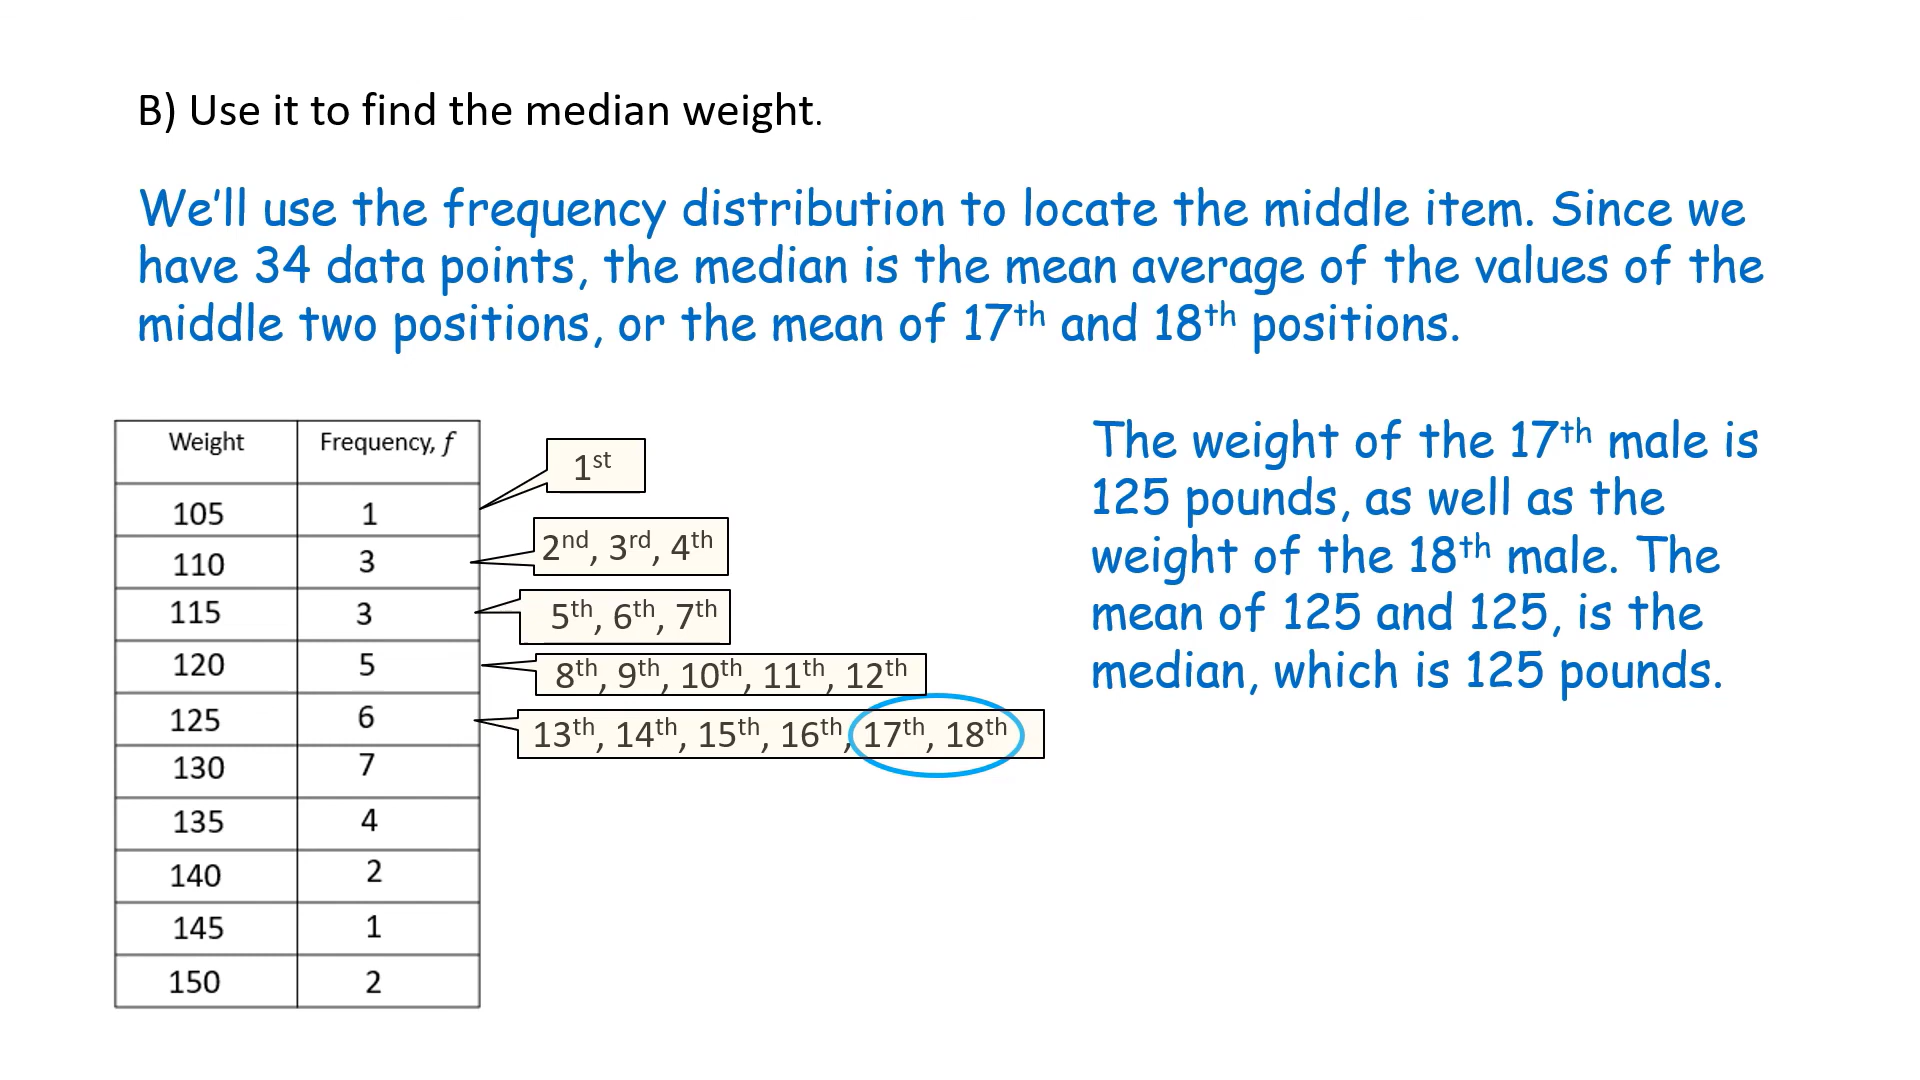 B) Use it to find the median weight.
We'll use the frequency distribution to locate the middle item. Since we
have 34 data points, the median is the mean average of the values of the
middle two positions, or the mean of 17th and 18th positions.
Weight Frequency, f
105 1
110 3
115 3
120 5
125 6
130 7
135 4
140 2
145 1
150 2
1st
2nd, 3rd, 4th
5th, 6th, 7th
8th, 9th, 10th, 11th, 12th
13th, 14th, 15th, 16th, 17th, 18th
The weight of the 17th male is
125 pounds, as well as the
weight of the 18th male. The
mean of 125 and 125, is the
median, which is 125 pounds.